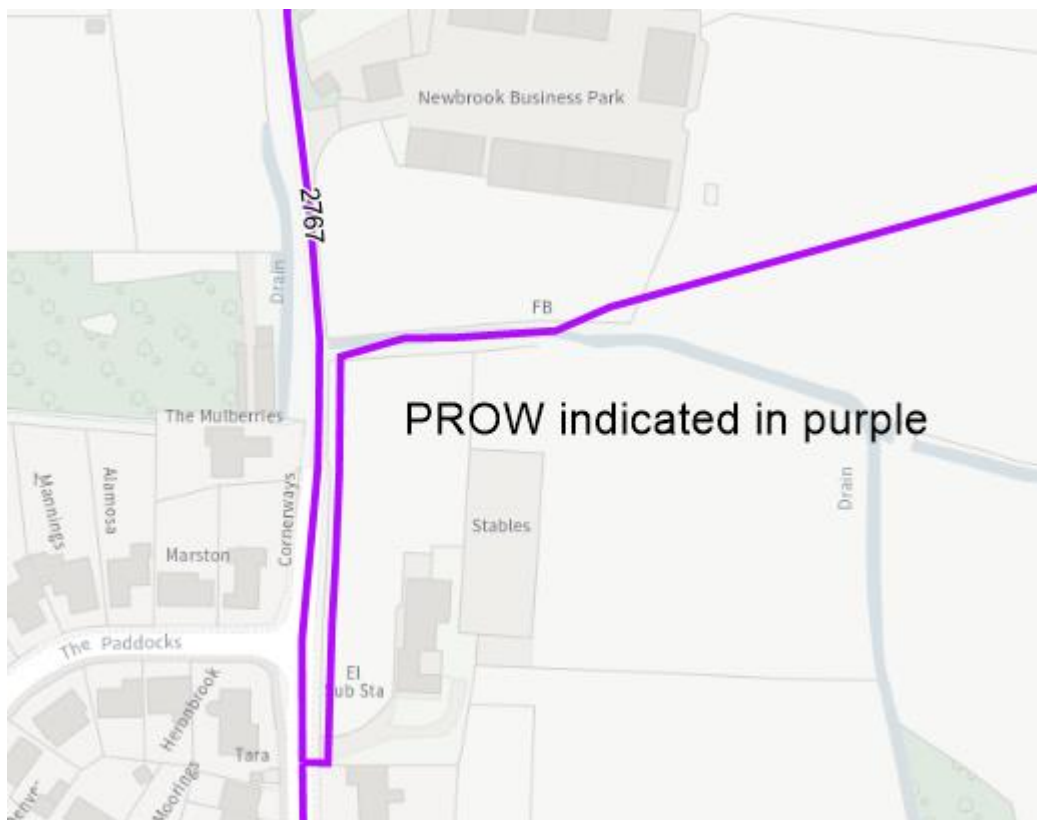 Newbrook Business Park
2767
Drain
FB
The Mulberries
PROW indicated in purple
Mannings
Alamosa
Cornerways
Drain
Stables
Marston
The Paddocks
El
Sub Sta
Heronbrook
Tara
Moorings